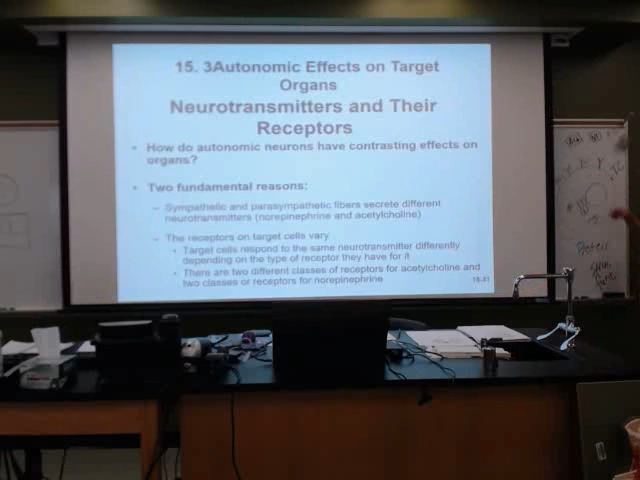 15. 3Autonomic Effects on Target
Organs
Neurotransmitters and Their
Receptors
• How do autonomic neurons have contrasting effects on
organs?
• Two fundamental reasons:
– Sympathetic and parasympathetic fibers secrete different
neurotransmitters (norepinephrine and acetylcholine)
– The receptors on target cells vary
• Target cells respond to the same neurotransmitter differently
depending on the type of receptor they have for it
• There are two different classes of receptors for acetylcholine and
two classes of receptors for norepinephrine
15-31